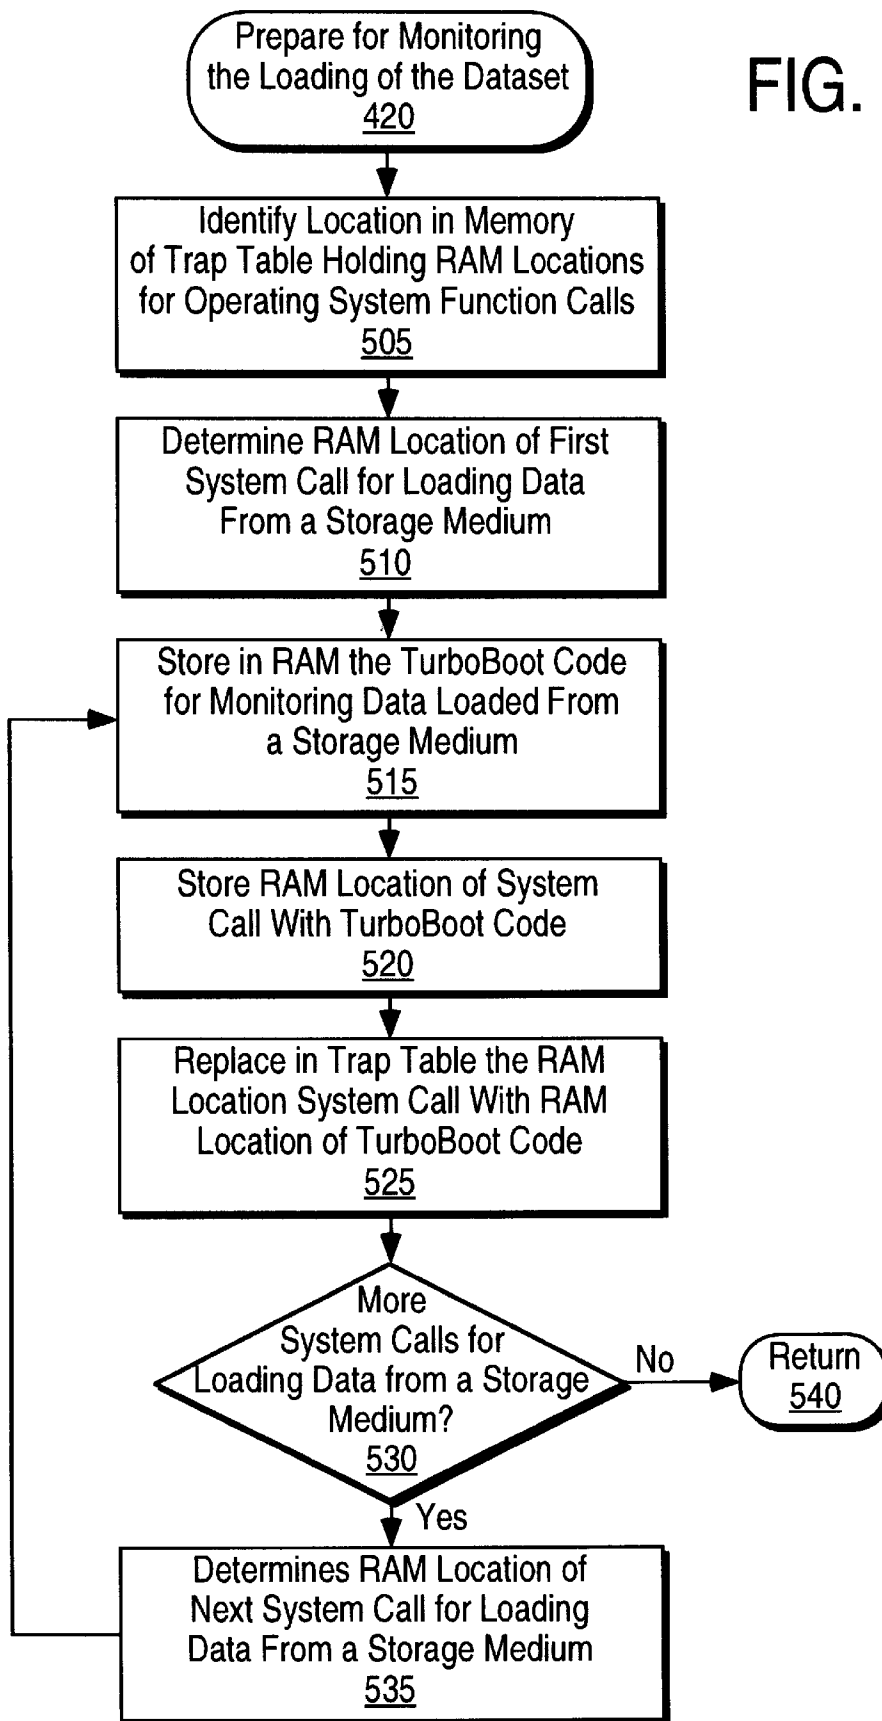 Prepare for Monitoring
the Loading of the Dataset
420
FIG.
Identify Location in Memory
of Trap Table Holding RAM Locations
for Operating System Function Calls
505
Determine RAM Location of First
System Call for Loading Data
From a Storage Medium
510
Store in RAM the TurboBoot Code
for Monitoring Data Loaded From
a Storage Medium
515
Store RAM Location of System
Call With TurboBoot Code
520
Replace in Trap Table the RAM
Location System Call With RAM
Location of TurboBoot Code
525
More
System Calls for
Loading Data from a Storage
Medium?
530
No
Return
540
Yes
Determines RAM Location of
Next System Call for Loading
Data From a Storage Medium
535